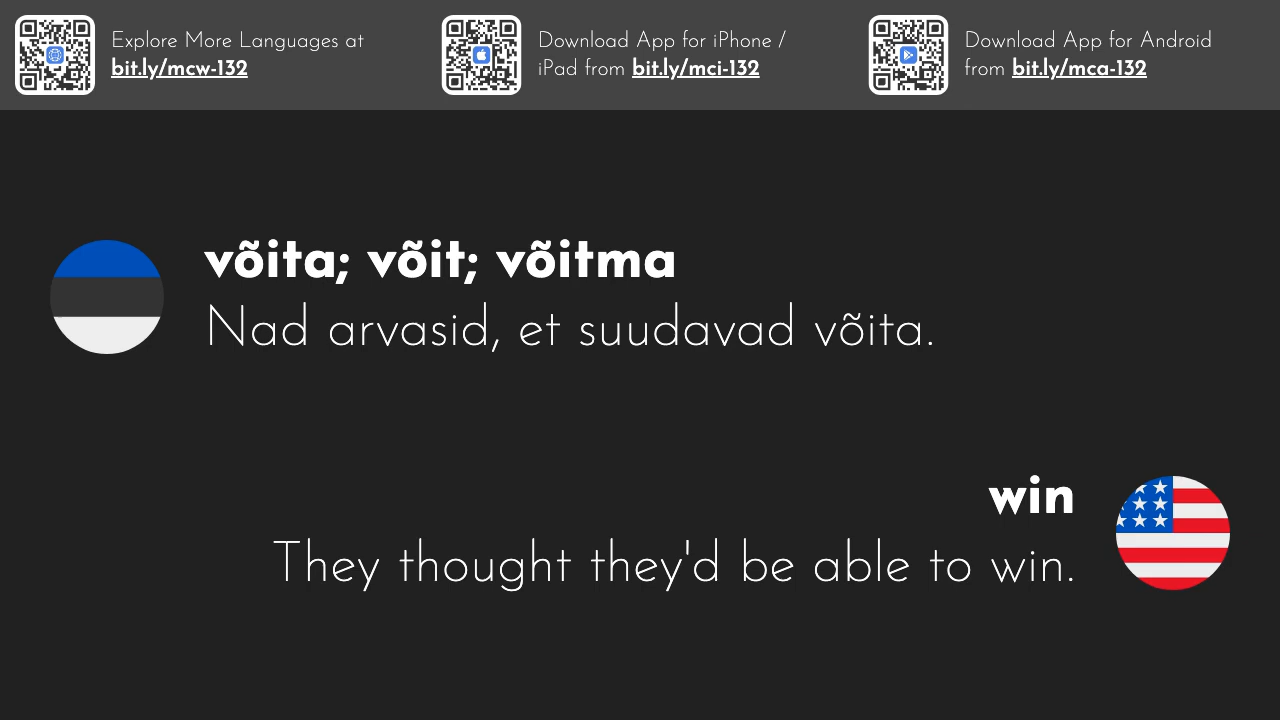 Explore More Languages at
bit.ly/mcw-132
Download App for iPhone /
iPad from bit.ly/mci-132
Download App for Android
from bit.ly/mca-132
võita; võit; võitma
Nad arvasid, et suudavad võita.
win
They thought they'd be able to win.